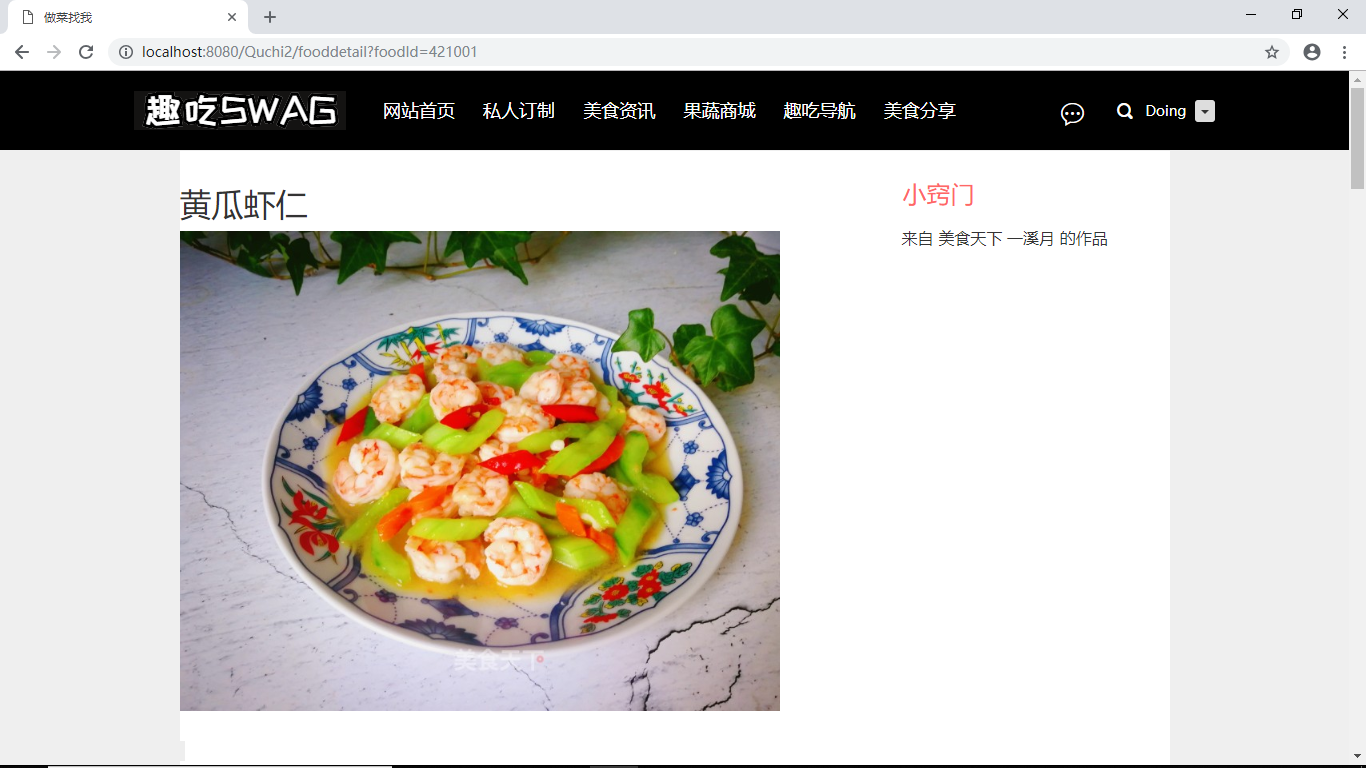 做菜找我
localhost:8080/Quchi2/fooddetail?foodId=421001
趣吃SWAG 网站首页 私人订制 美食资讯 果蔬商城 趣吃导航 美食分享 Doing
黄瓜虾仁
小窍门
来自 美食天下 一溪月 的作品
美食天下